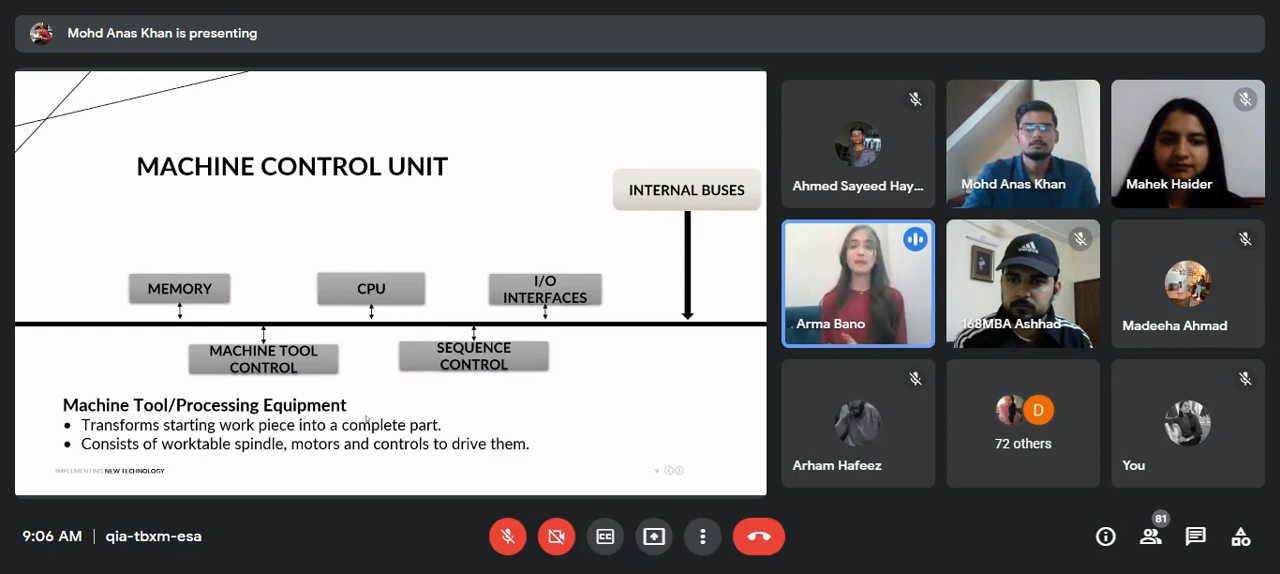 Mohd Anas Khan is presenting
MACHINE CONTROL UNIT
INTERNAL BUSES
MEMORY
CPU
I/O
INTERFACES
MACHINE TOOL
CONTROL
SEQUENCE
CONTROL
Machine Tool/Processing Equipment
• Transforms starting work piece into a complete part.
• Consists of worktable spindle, motors and controls to drive them.
IMPLEMENTING NEW TECHNOLOGY
9
Ahmed Sayeed Hay...
Mohd Anas Khan
Mahek Haider
Arma Bano
168MBA Ashhad
adidas
Madeeha Ahmad
Arham Hafeez
D
72 others
You
9:06 AM | qia-tbxm-esa
CC
81